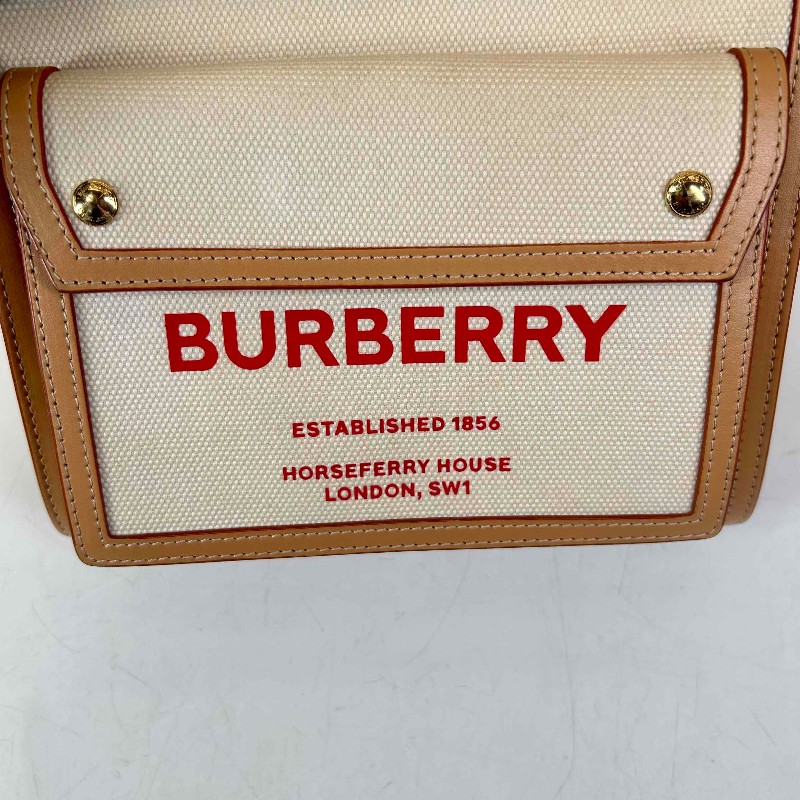 BURBERRY
ESTABLISHED 1856
HORSEFERRY HOUSE
LONDON, SW1